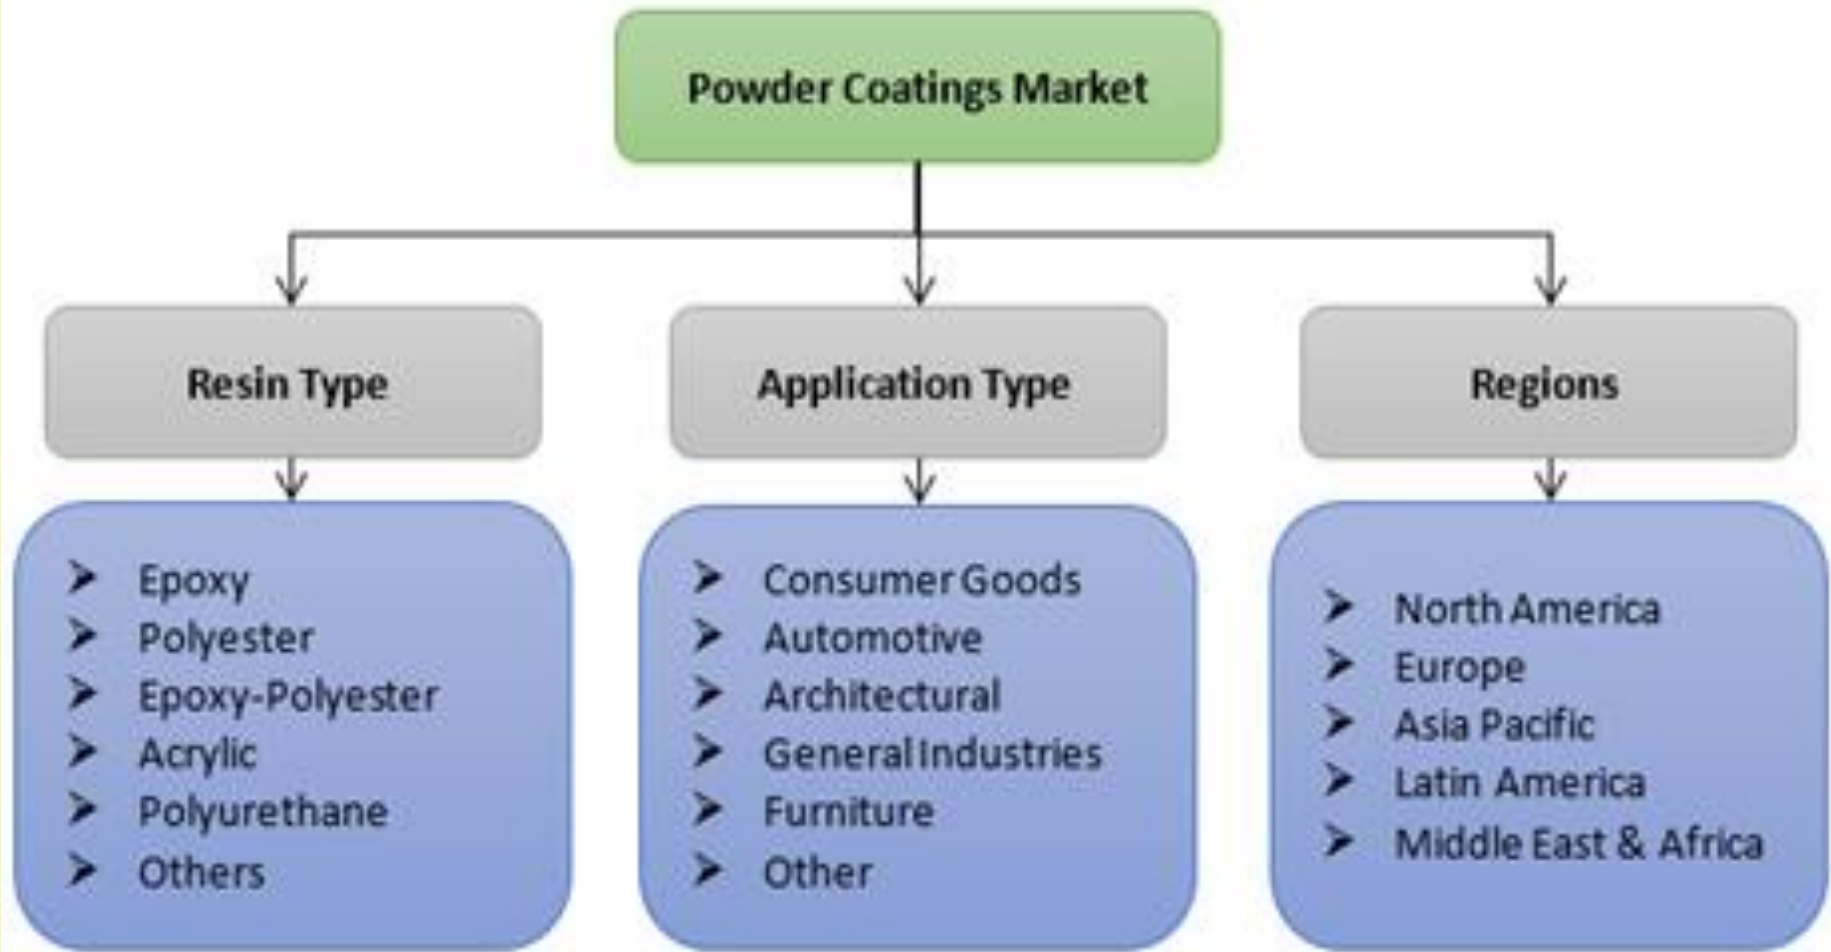 Powder Coatings Market
Resin Type
Application Type
Regions
Epoxy
Polyester
Epoxy-Polyester
Acrylic
Polyurethane
Others
Consumer Goods
Automotive
Architectural
General Industries
Furniture
Other
North America
Europe
Asia Pacific
Latin America
Middle East & Africa